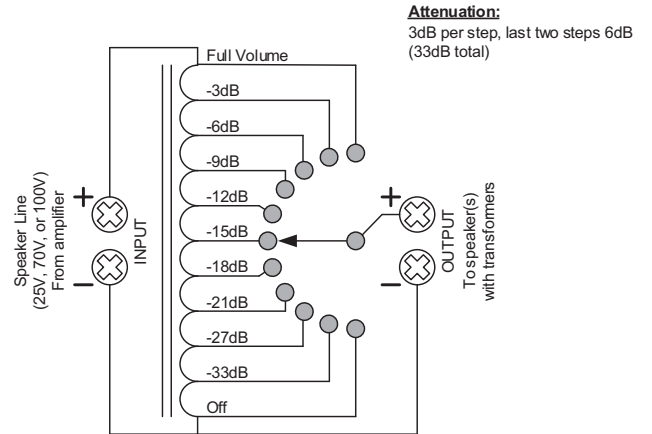 Attenuation:
3dB per step, last two steps 6dB
(33dB total)
Full Volume
-3dB
-6dB
-9dB
-12dB
-15dB
-18dB
-21dB
-27dB
-33dB
Off
Speaker Line
(25V, 70V, or 100V)
From amplifier
+
−
INPUT
+
−
OUTPUT
To speaker(s)
with transformers